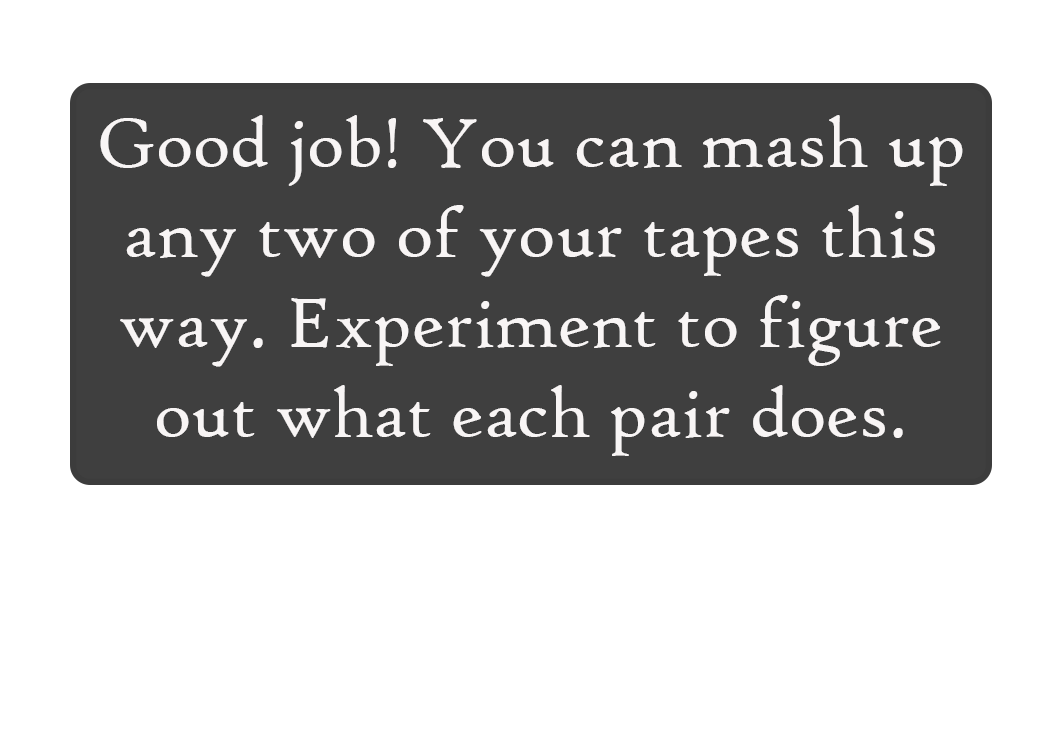 Good job! You can mash up
any two of your tapes this
way. Experiment to figure
out what each pair does.